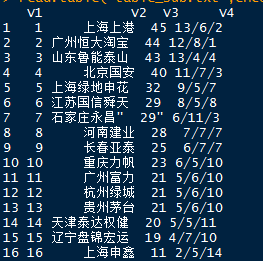 v1 v2 v3 v4
1 1 上海上港 45 13/6/2
2 2 广州恒大淘宝 44 12/8/1
3 3 山东鲁能泰山 43 13/4/4
4 4 北京国安 40 11/7/3
5 5 上海绿地申花 32 9/5/7
6 6 江苏国信舜天 29 8/5/8
7 7 石家庄永昌" 29" 6/11/3
8 8 河南建业 28 7/7/7
9 9 长春亚泰 25 6/7/7
10 10 重庆力帆 23 6/5/10
11 11 广州富力 21 5/6/10
12 12 杭州绿城 21 5/6/10
13 13 贵州茅台 21 5/6/10
14 14 天津泰达权健 20 5/5/11
15 15 辽宁盘锦宏运 19 4/7/10
16 16 上海申鑫 11 2/5/14